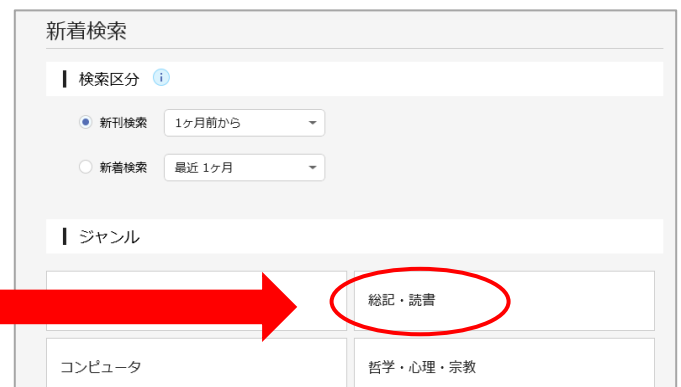 新着検索
検索区分 i
新刊検索 1ヶ月前から
新着検索 最近 1ヶ月
ジャンル
総記・読書
コンピュータ 哲学・心理・宗教